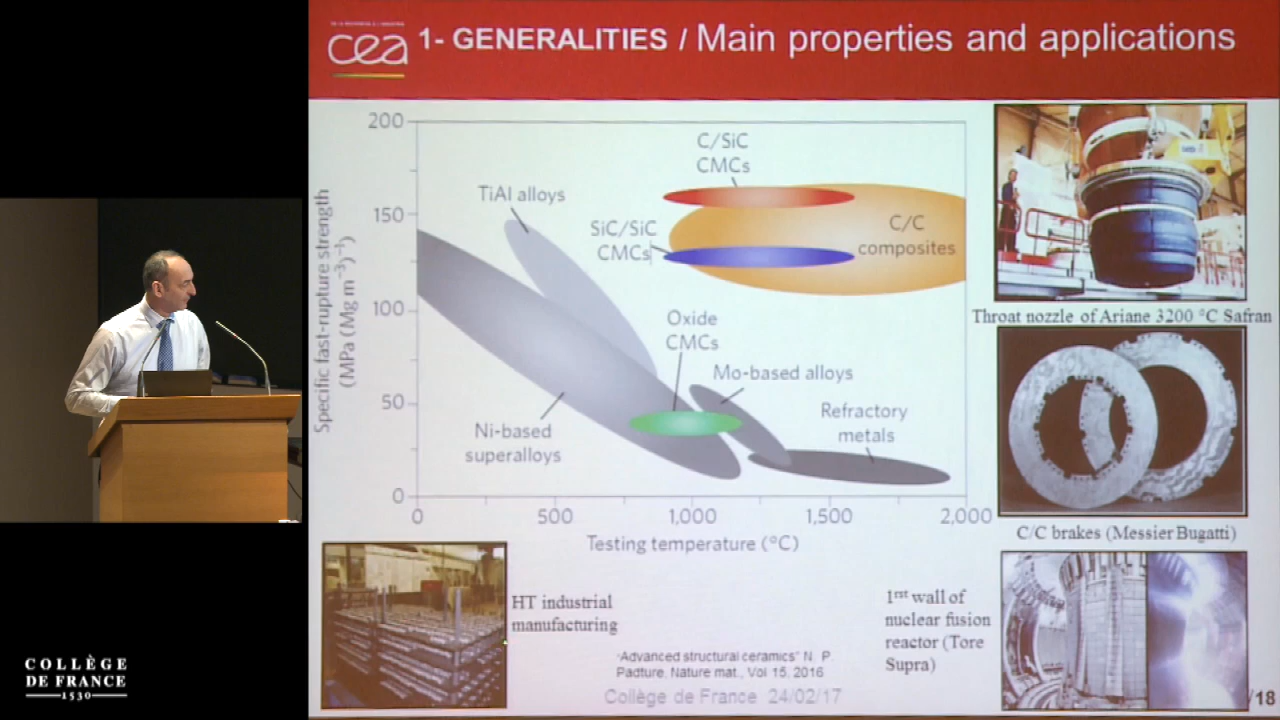 cea
1- GENERALITIES / Main properties and applications
Specific fast-rupture strength
(MPa (Mg m⁻³)⁻¹)
200
150
100
50
0
0
500
1,000
1,500
2,000
Testing temperature (°C)
C/SiC
CMCs
TiAl alloys
SiC/SiC
CMCs
C/C
composites
Oxide
CMCs
Mo-based alloys
Refractory
metals
Ni-based
superalloys
Throat nozzle of Ariane 3200 °C Safran
C/C brakes (Messier Bugatti)
HT industrial
manufacturing
1rst wall of
nuclear fusion
reactor (Tore
Supra)
"Advanced structural ceramics" N. P.
Padture, Nature mat., Vol 15, 2016
Collège de France 24/02/17
/18
COLLÈGE
DE FRANCE
1530